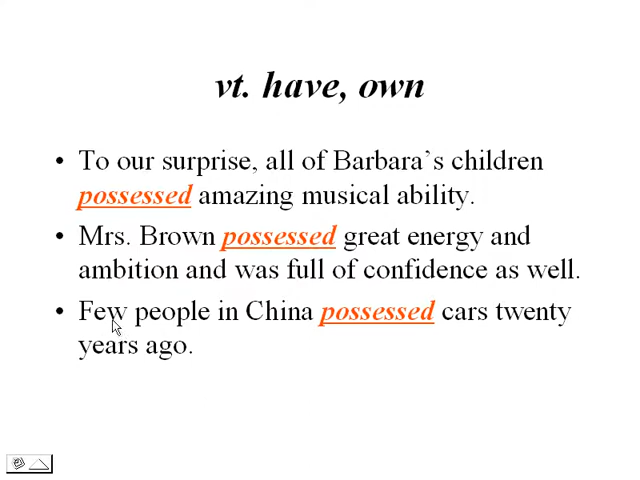 vt. have, own
• To our surprise, all of Barbara's children
possessed amazing musical ability.
• Mrs. Brown possessed great energy and
ambition and was full of confidence as well.
• Few people in China possessed cars twenty
years ago.